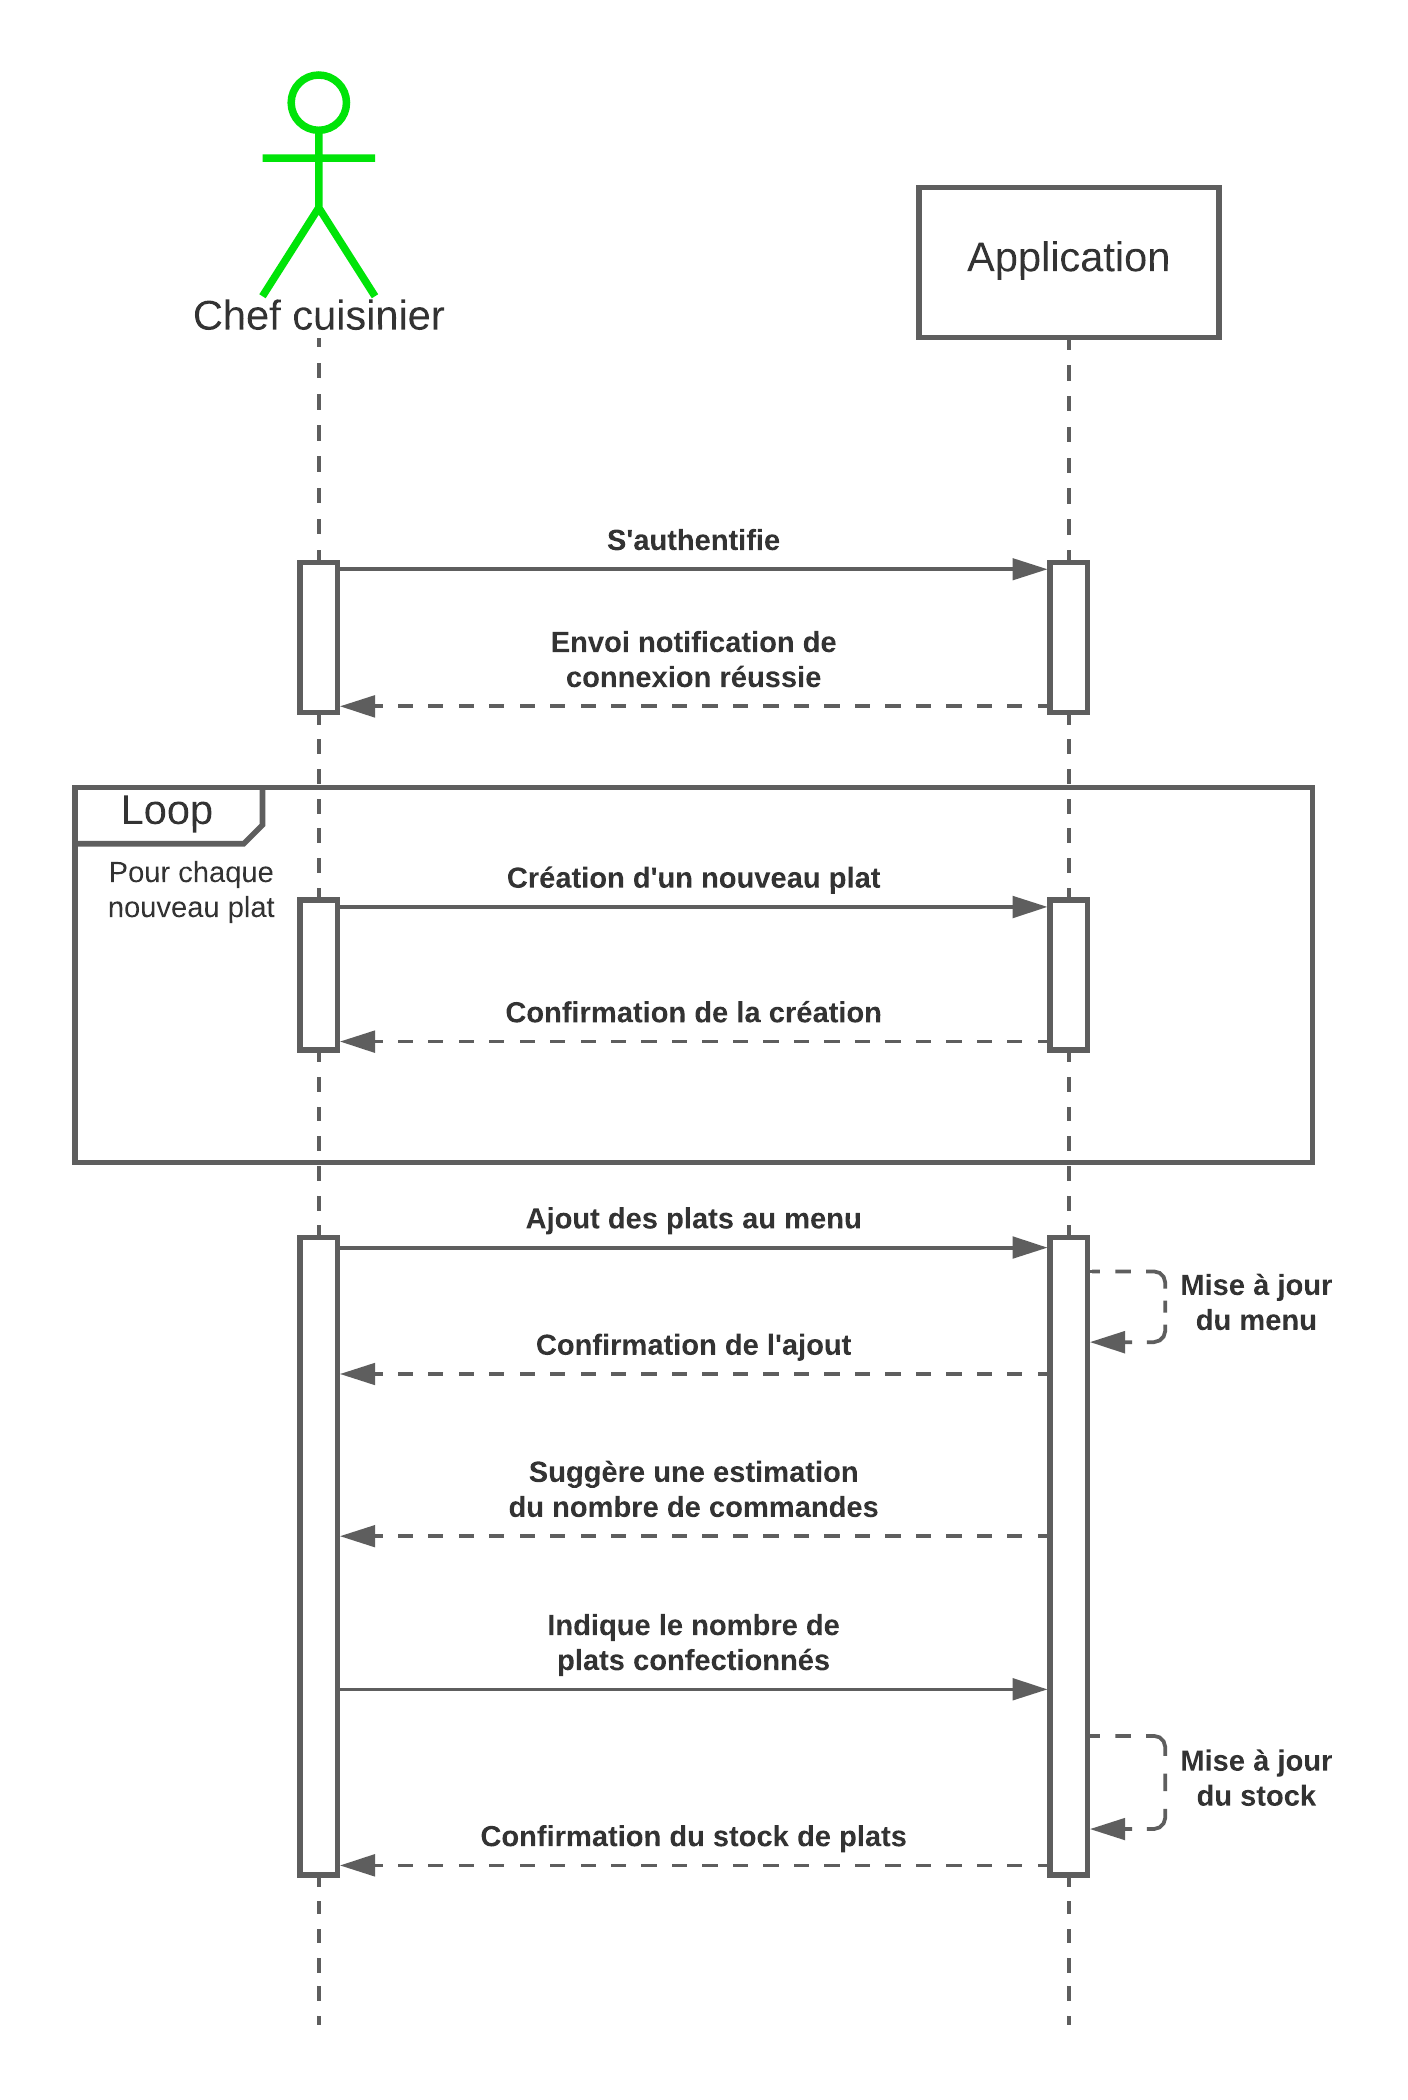 Chef cuisinier
Application
S'authentifie
Envoi notification de
connexion réussie
Loop
Pour chaque
nouveau plat
Création d'un nouveau plat
Confirmation de la création
Ajout des plats au menu
Mise à jour
du menu
Confirmation de l'ajout
Suggère une estimation
du nombre de commandes
Indique le nombre de
plats confectionnés
Mise à jour
du stock
Confirmation du stock de plats